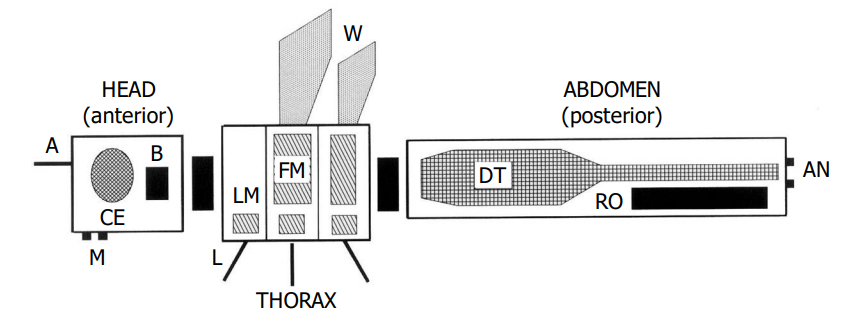 W
HEAD
(anterior)
ABDOMEN
(posterior)
A
B
FM
DT
AN
LM
RO
CE
M
L
THORAX